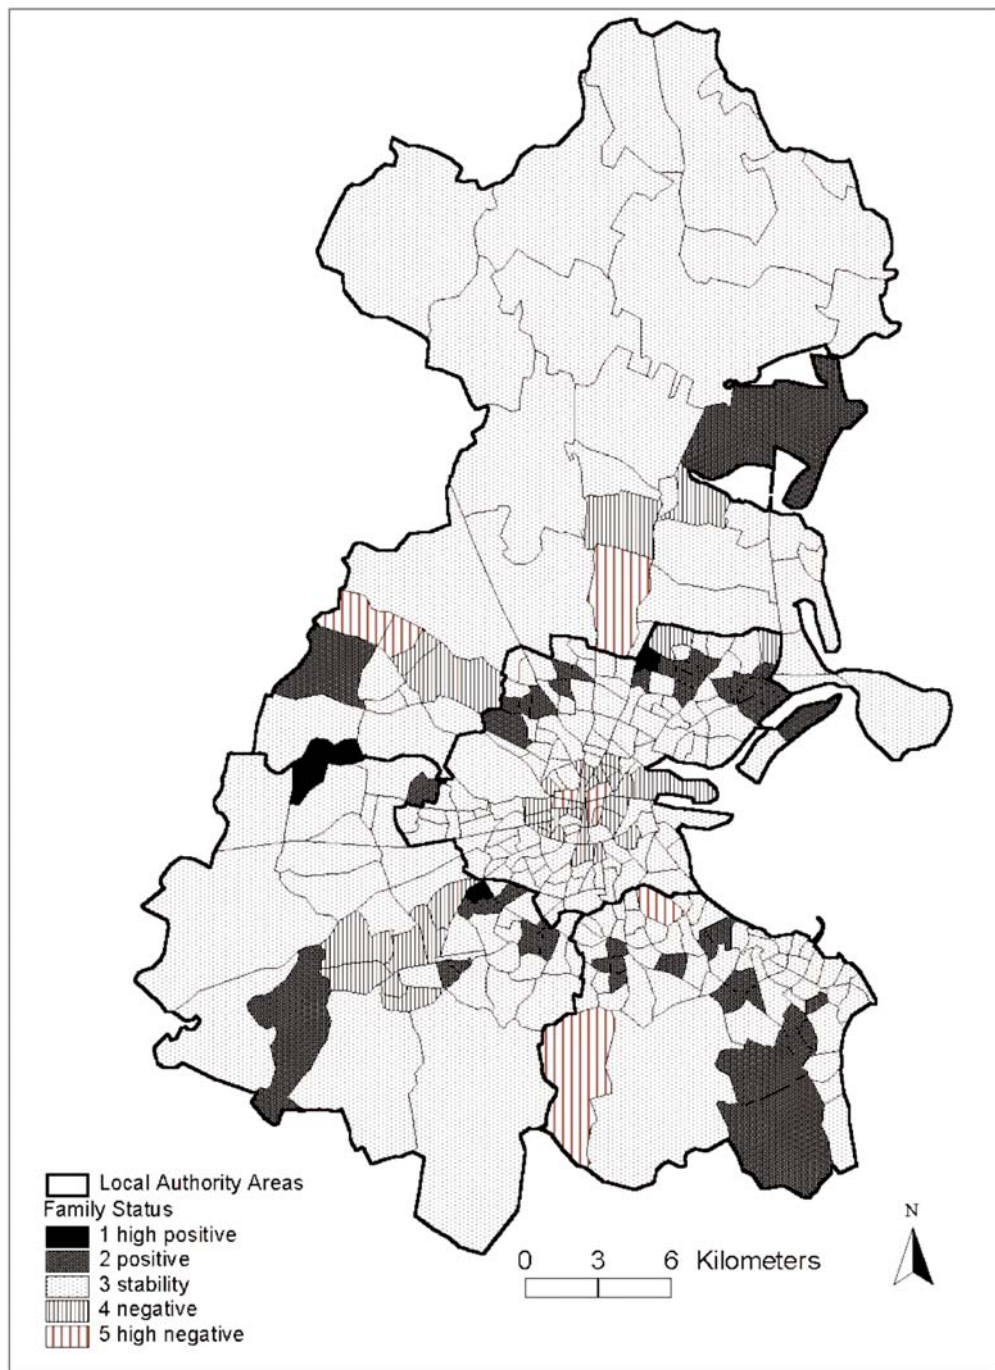 Local Authority Areas
Family Status
1 high positive
2 positive
3 stability
4 negative
5 high negative
0 3 6 Kilometers
N